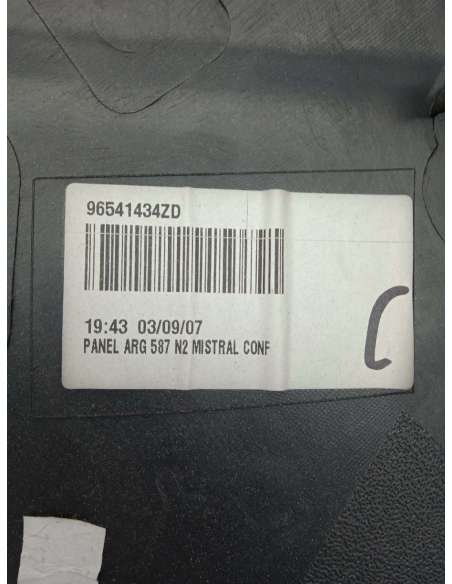 96541434ZD
19:43 03/09/07
PANEL ARG 587 N2 MISTRAL CONF
C